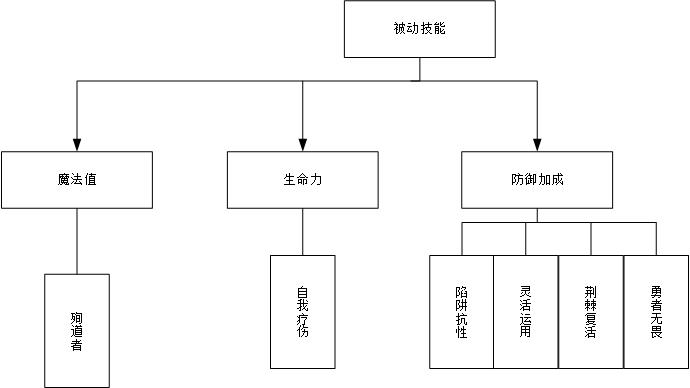 被动技能
魔法值
生命力
防御加成
殉道者
自我疗伤
陷阱抗性
灵活运用
荆棘复活
勇者无畏